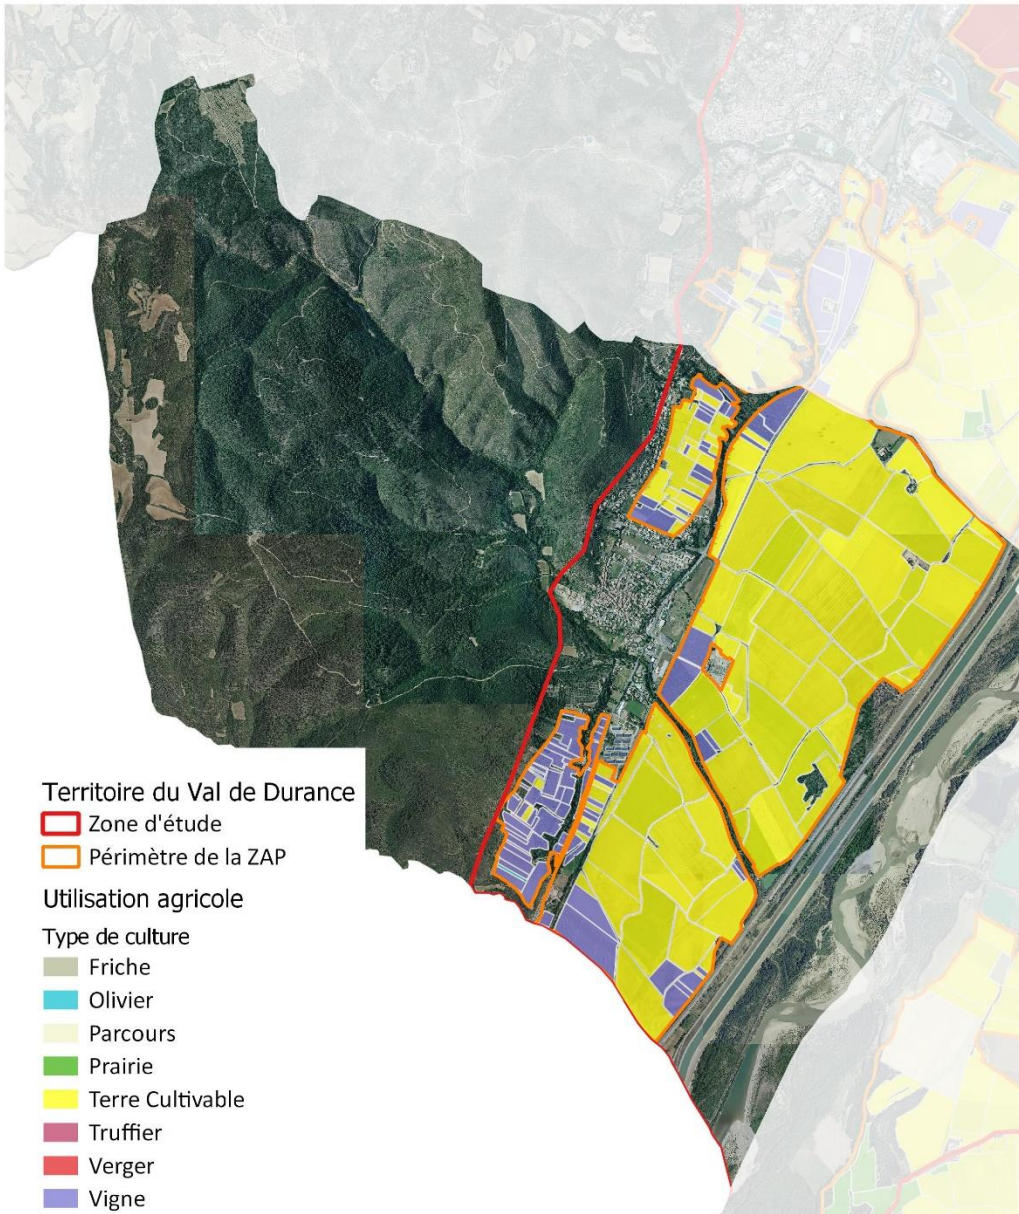 Territoire du Val de Durance
Zone d'étude
Périmètre de la ZAP
Utilisation agricole
Type de culture
Friche
Olivier
Parcours
Prairie
Terre Cultivable
Truffier
Verger
Vigne